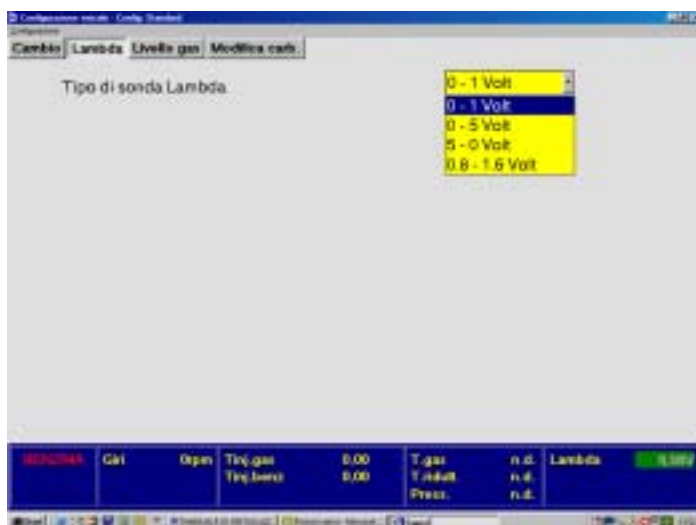 Configurazione veicolo - Config. Standard
Cambio Lambda Livello gas Modifica carb.
Tipo di sonda Lambda
0 - 1 Volt
0 - 1 Volt
0 - 5 Volt
5 - 0 Volt
0.8 - 1.6 Volt
BENZINA Giri 0rpm Tinj.gas 0,00 T.gas n.d. Lambda
Tinj.benz 0,00 T.ridutt n.d.
Press. n.d.